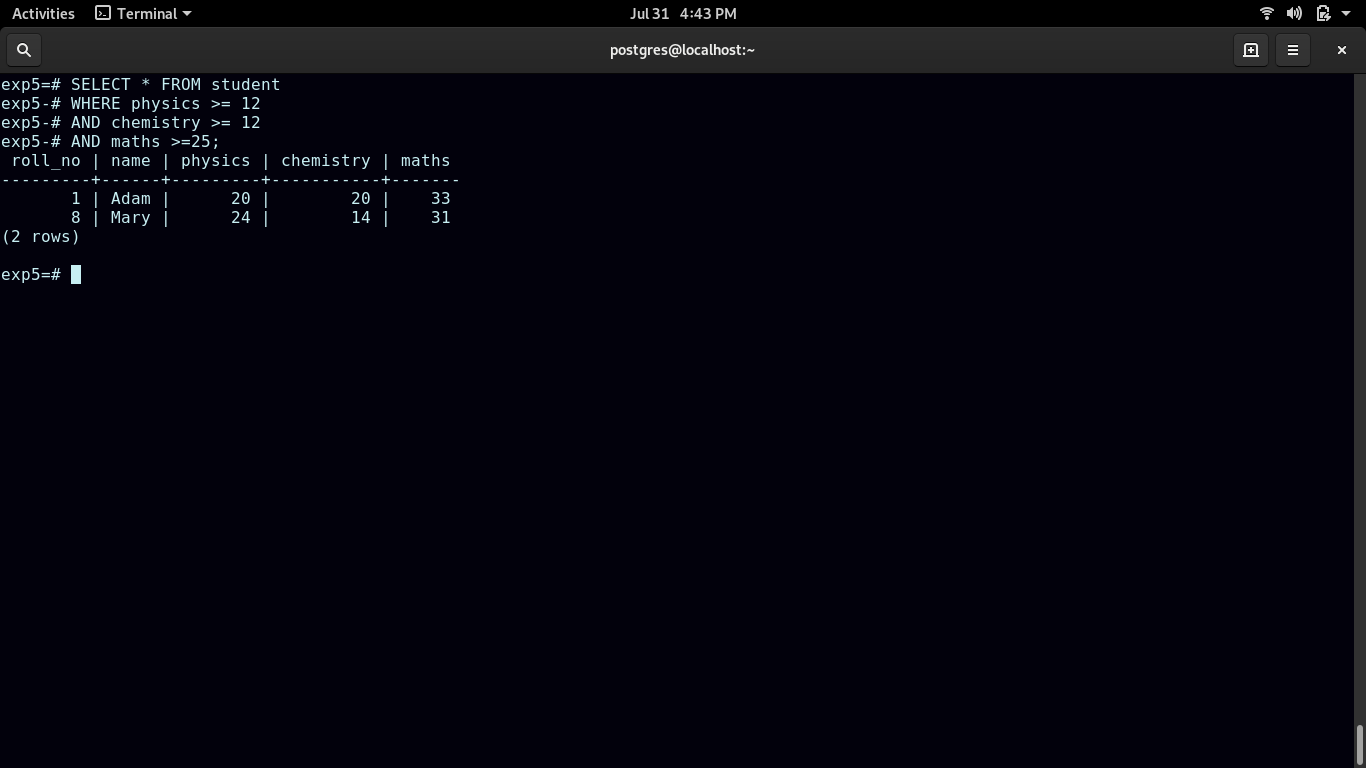 Activities Terminal Jul 31 4:43 PM
postgres@localhost:~
exp5=# SELECT * FROM student
exp5-# WHERE physics >= 12
exp5-# AND chemistry >= 12
exp5-# AND maths >=25;
 roll_no | name | physics | chemistry | maths
---------+------+---------+-----------+-------
       1 | Adam |      20 |        20 |    33
       8 | Mary |      24 |        14 |    31
(2 rows)
exp5=#